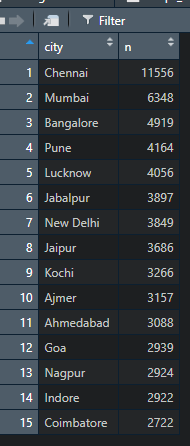 Filter
city n
1 Chennai 11556
2 Mumbai 6348
3 Bangalore 4919
4 Pune 4164
5 Lucknow 4056
6 Jabalpur 3897
7 New Delhi 3849
8 Jaipur 3686
9 Kochi 3266
10 Ajmer 3157
11 Ahmedabad 3088
12 Goa 2939
13 Nagpur 2924
14 Indore 2922
15 Coimbatore 2722